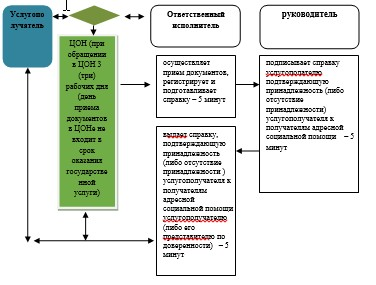 Услугопо
лучатель
ЦОН (при
обращении
в ЦОН 3
(три)
рабочих дня
(день
приема
документов
в ЦОНе не
входит в
срок
оказания
государстве
нной
услуги)
Ответственный
исполнитель
осуществляет
прием документов,
регистрирует и
подготавливает
справку – 5 минут
выдает справку,
подтверждающую
принадлежность
(либо отсутствие
принадлежности )
услугополучателя к
получателям
адресной
социальной помощи
услугополучателю
(либо его
представителю по
доверенности) – 5
минут
руководитель
подписывает справку
услугополателю
подтверждающую
принадлежность (либо
отсутствие
принадлежности)
услугополучателя к
получателям адресной
социальной помощи – 5
минут